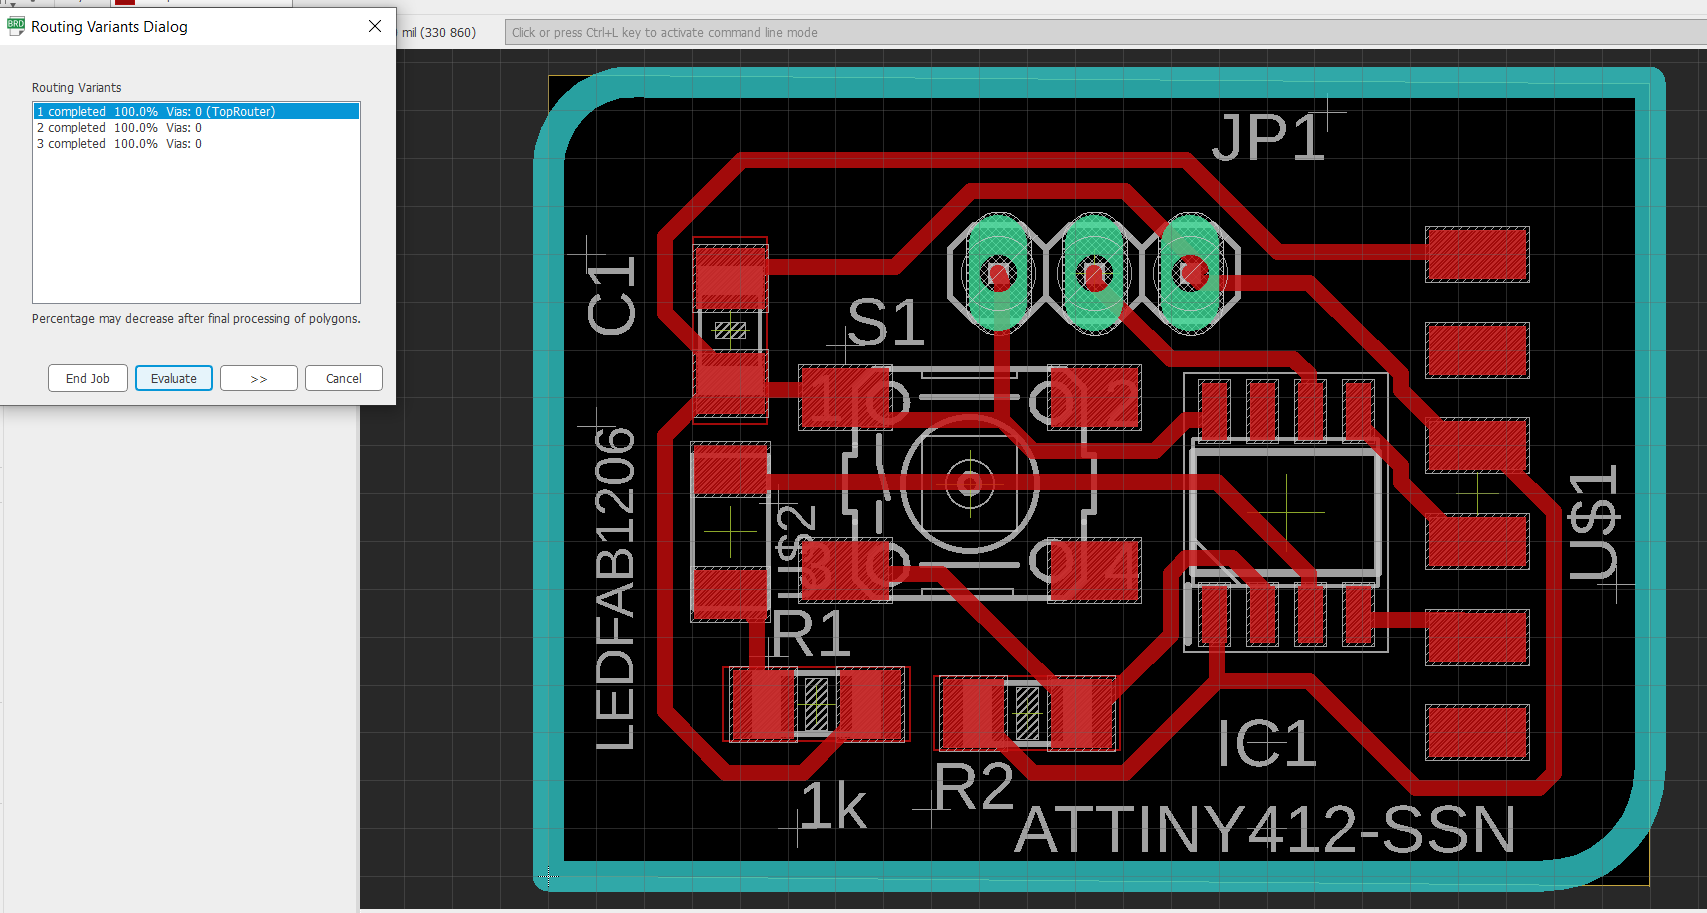 BRD Routing Variants Dialog
mil (330 860)
Click or press Ctrl+L key to activate command line mode
Routing Variants
1 completed 100.0% Vias: 0 (TopRouter)
2 completed 100.0% Vias: 0
3 completed 100.0% Vias: 0
Percentage may decrease after final processing of polygons.
End Job
Evaluate
>>
Cancel
JP1
C1
S1
1
2
LEDFAB1206
U$2
3
4
U$1
R1
1k
R2
IC1
ATTINY412-SSN